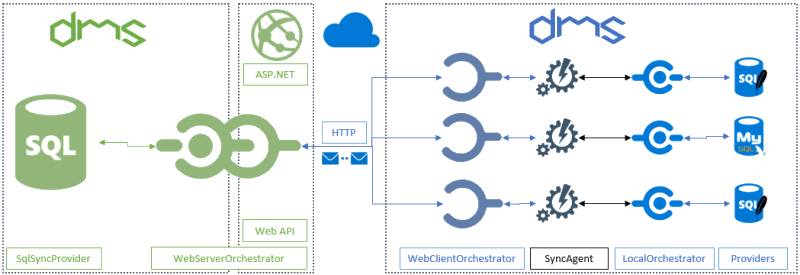 dms
dms
ASP.NET
SQL
HTTP
SQL
My
SQL
SQL
Web API
SqlSyncProvider
WebServerOrchestrator
WebClientOrchestrator
SyncAgent
LocalOrchestrator
Providers